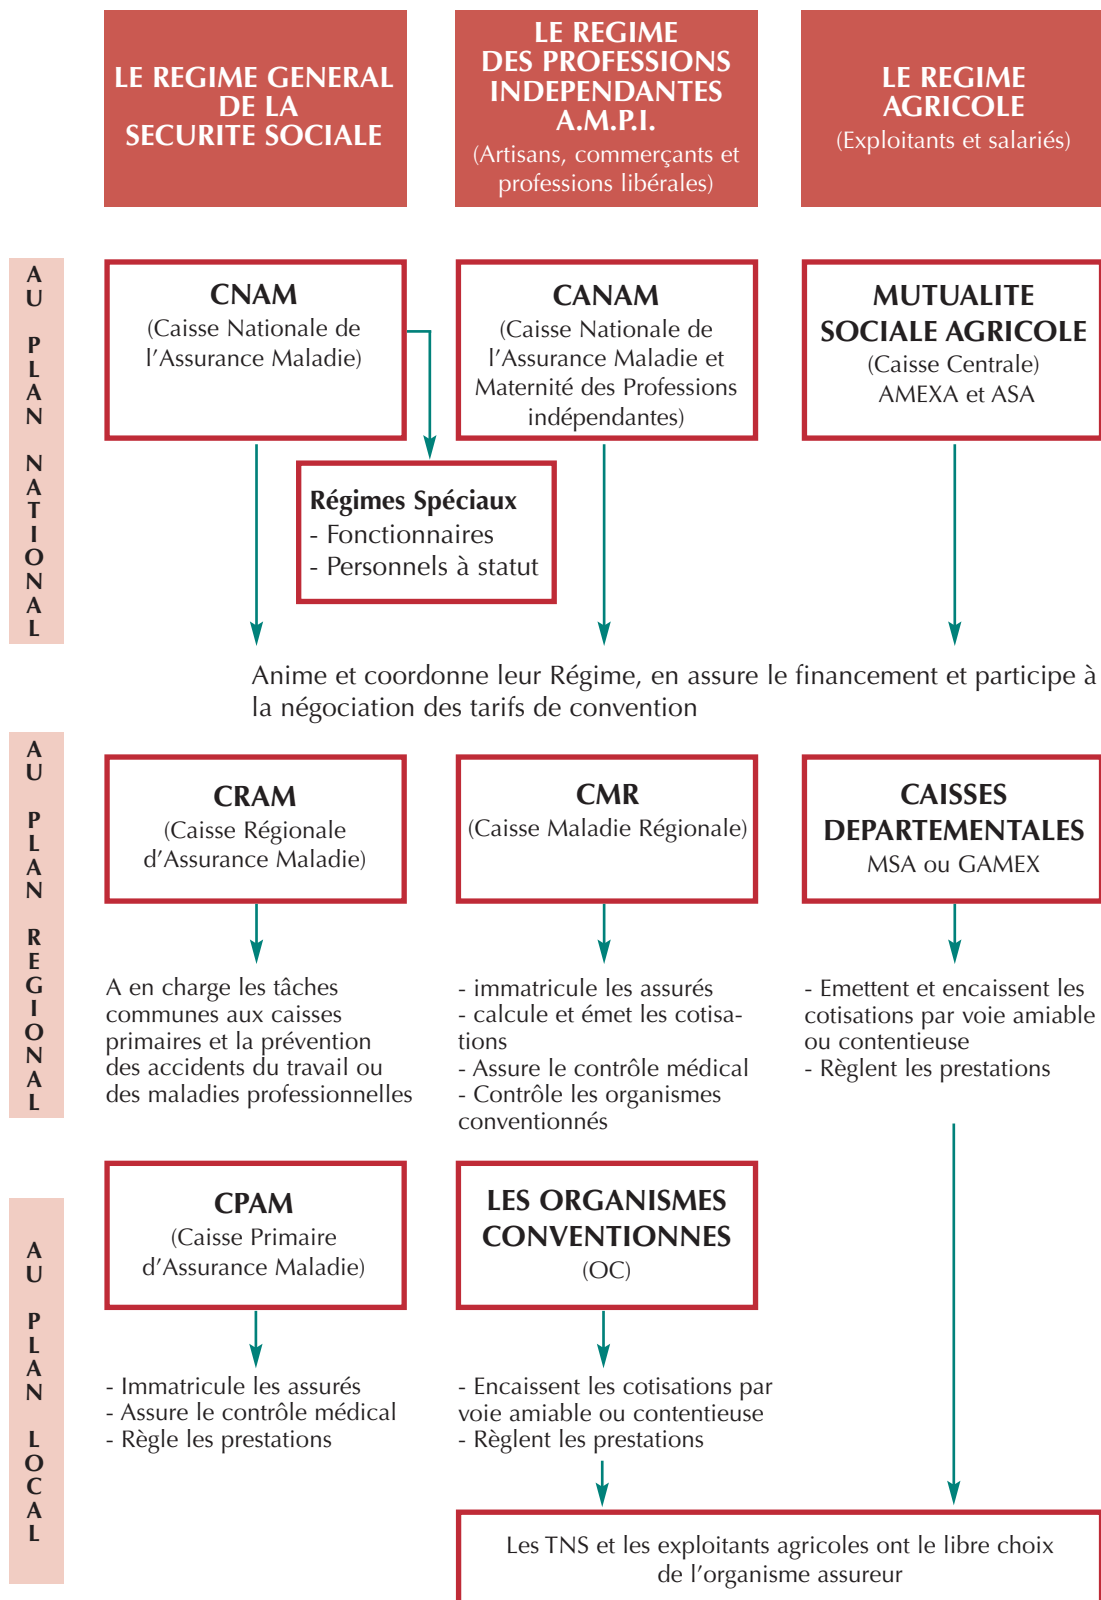 LE REGIME GENERAL
DE LA
SECURITE SOCIALE
LE REGIME
DES PROFESSIONS
INDEPENDANTES
A.M.P.I.
(Artisans, commerçants et
professions libérales)
LE REGIME
AGRICOLE
(Exploitants et salariés)
AU PLAN NATIONAL
CNAM
(Caisse Nationale de
l'Assurance Maladie)
CANAM
(Caisse Nationale de
l'Assurance Maladie et
Maternité des Professions
indépendantes)
MUTUALITE
SOCIALE AGRICOLE
(Caisse Centrale)
AMEXA et ASA
Régimes Spéciaux
- Fonctionnaires
- Personnels à statut
Anime et coordonne leur Régime, en assure le financement et participe à
la négociation des tarifs de convention
AU PLAN REGIONAL
CRAM
(Caisse Régionale
d'Assurance Maladie)
CMR
(Caisse Maladie Régionale)
CAISSES
DEPARTEMENTALES
MSA ou GAMEX
A en charge les tâches
communes aux caisses
primaires et la prévention
des accidents du travail ou
des maladies professionnelles
- immatricule les assurés
- calcule et émet les cotisa-
tions
- Assure le contrôle médical
- Contrôle les organismes
conventionnés
- Emettent et encaissent les
cotisations par voie amiable
ou contentieuse
- Règlent les prestations
AU PLAN LOCAL
CPAM
(Caisse Primaire
d'Assurance Maladie)
LES ORGANISMES
CONVENTIONNES
(OC)
- Immatricule les assurés
- Assure le contrôle médical
- Règle les prestations
- Encaissent les cotisations par
voie amiable ou contentieuse
- Règlent les prestations
Les TNS et les exploitants agricoles ont le libre choix
de l'organisme assureur